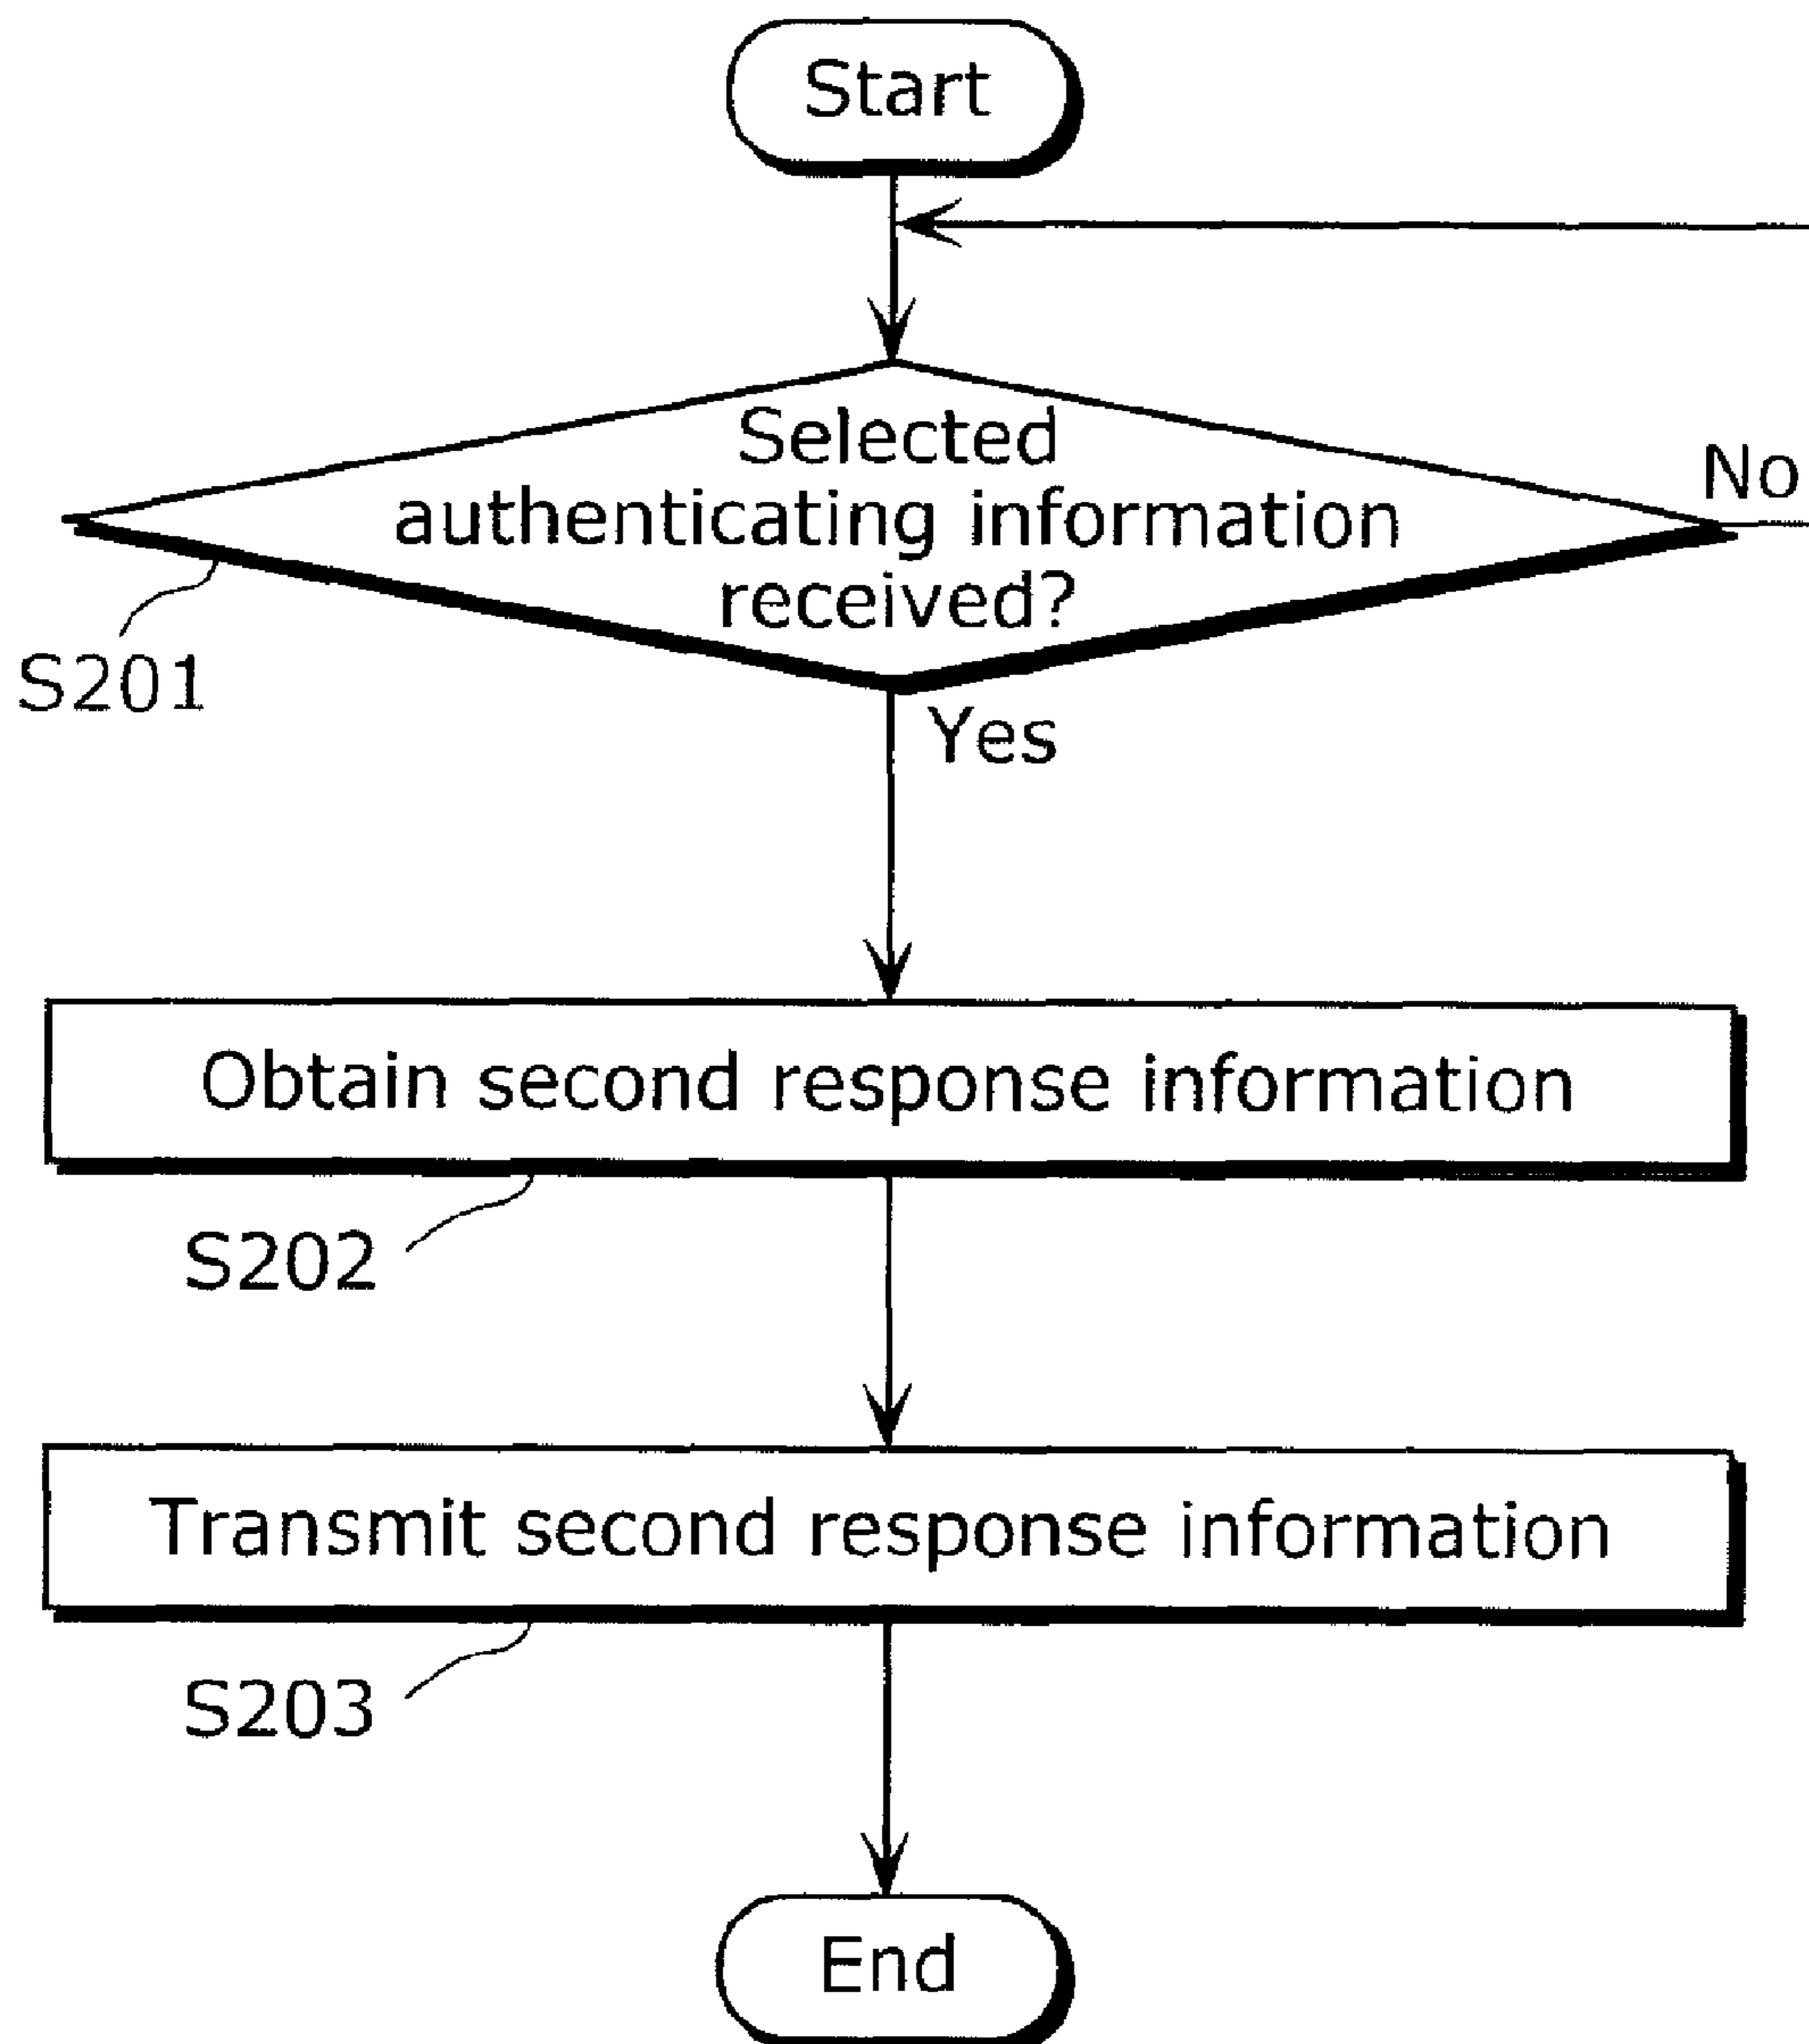 Start
Selected
authenticating information
received?
No
S201
Yes
Obtain second response information
S202
Transmit second response information
S203
End